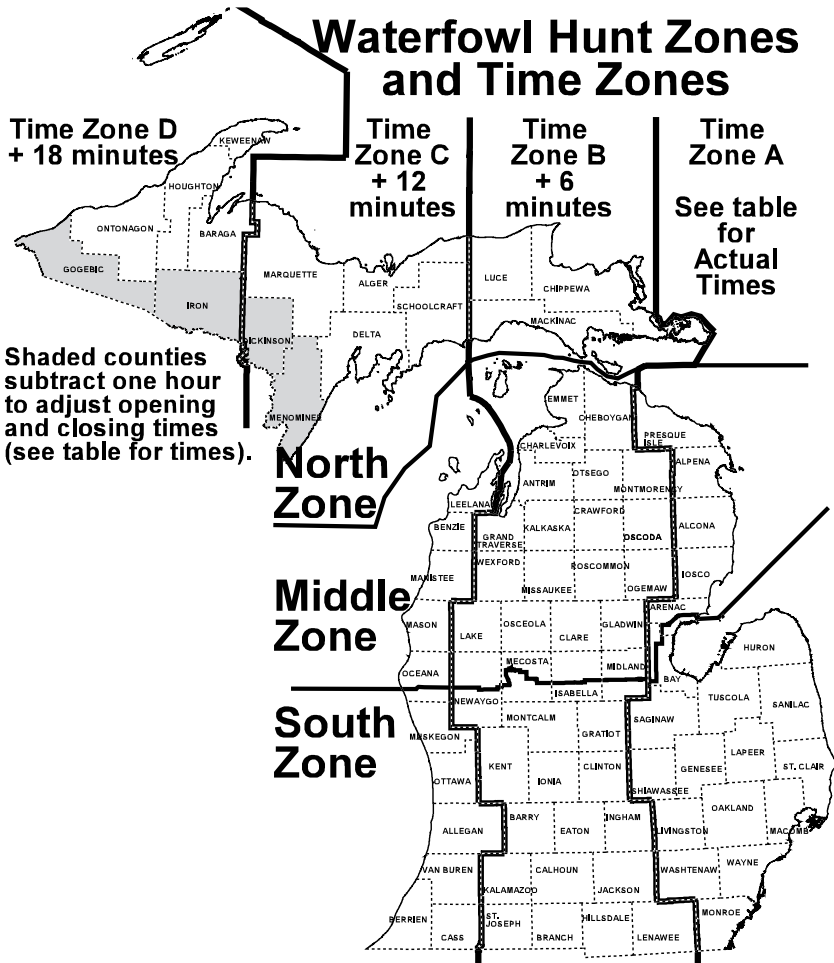 Waterfowl Hunt Zones
and Time Zones
Time Zone D
+ 18 minutes
Time
Zone C
+ 12
minutes
Time
Zone B
+ 6
minutes
Time
Zone A
See table
for
Actual
Times
KEWEENAW
HOUGHTON
ONTONAGON
BARAGA
GOGEBIC
IRON
MARQUETTE
ALGER
SCHOOLCRAFT
LUCE
CHIPPEWA
MACKINAC
DICKINSON
DELTA
MENOMINEE
Shaded counties
subtract one hour
to adjust opening
and closing times
(see table for times).
North
Zone
EMMET
CHEBOYGAN
PRESQUE
ISLE
CHARLEVOIX
OTSEGO
ALPENA
ANTRIM
MONTMORENCY
LEELANAU
BENZIE
GRAND
TRAVERSE
KALKASKA
CRAWFORD
OSCODA
ALCONA
MANISTEE
WEXFORD
MISSAUKEE
ROSCOMMON
OGEMAW
IOSCO
Middle
Zone
MASON
LAKE
OSCEOLA
CLARE
GLADWIN
ARENAC
OCEANA
MECOSTA
MIDLAND
BAY
HURON
NEWAYGO
ISABELLA
TUSCOLA
SANILAC
South
Zone
MONTCALM
GRATIOT
SAGINAW
MUSKEGON
KENT
IONIA
CLINTON
SHIAWASSEE
GENESEE
LAPEER
ST. CLAIR
OTTAWA
ALLEGAN
BARRY
EATON
INGHAM
LIVINGSTON
OAKLAND
MACOMB
VAN BUREN
KALAMAZOO
CALHOUN
JACKSON
WASHTENAW
WAYNE
BERRIEN
CASS
ST.
JOSEPH
BRANCH
HILLSDALE
LENAWEE
MONROE